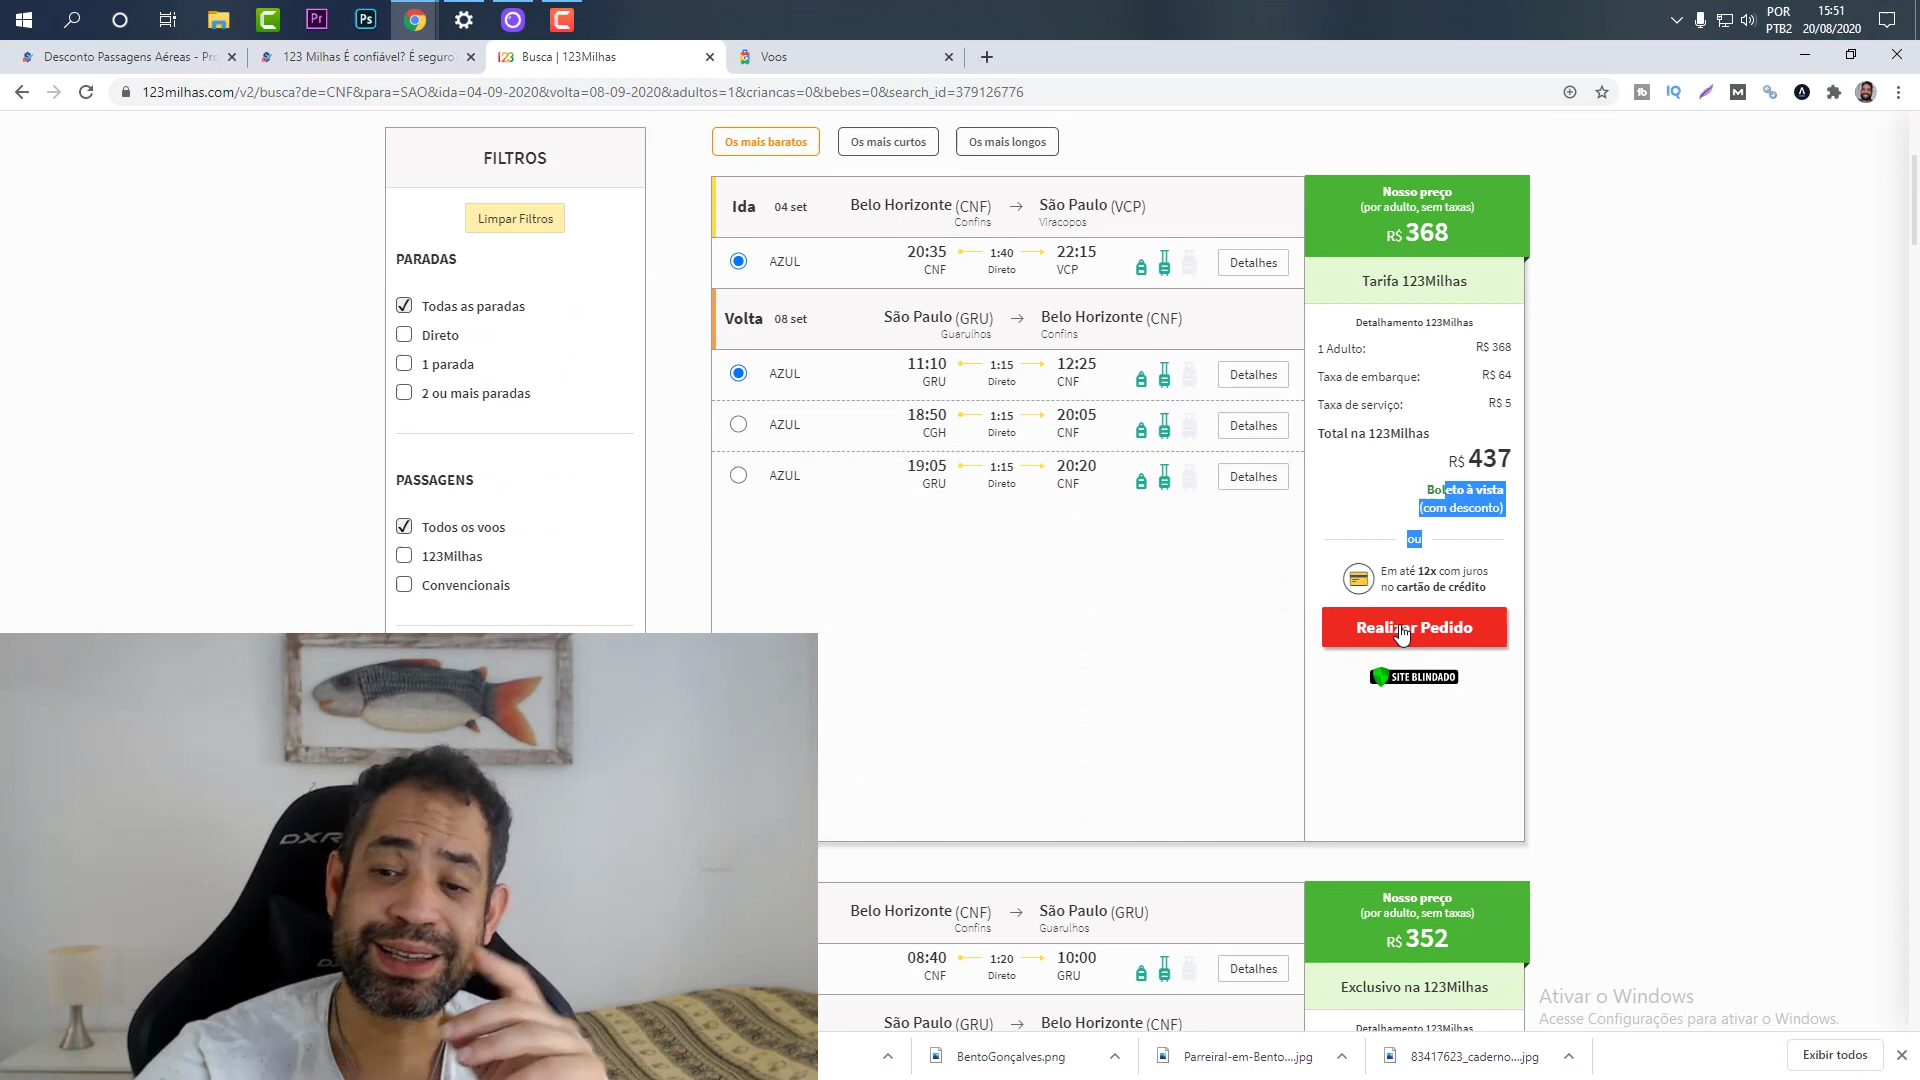 POR
PTB2
15:51
20/08/2020
Desconto Passagens Aéreas - Pro
123 Milhas É confiável? É seguro
Busca | 123Milhas
Voos
123milhas.com/v2/busca?de=CNF&para=SAO&ida=04-09-2020&volta=08-09-2020&adultos=1&criancas=0&bebes=0&search_id=379126776
FILTROS
Limpar Filtros
PARADAS
Todas as paradas
Direto
1 parada
2 ou mais paradas
PASSAGENS
Todos os voos
123Milhas
Convencionais
Os mais baratos
Os mais curtos
Os mais longos
Ida 04 set Belo Horizonte (CNF) → São Paulo (VCP)
Confins Viracopos
AZUL 20:35 1:40 22:15 Detalhes
CNF Direto VCP
Volta 08 set São Paulo (GRU) → Belo Horizonte (CNF)
Guarulhos Confins
AZUL 11:10 1:15 12:25 Detalhes
GRU Direto CNF
AZUL 18:50 1:15 20:05 Detalhes
CGH Direto CNF
AZUL 19:05 1:15 20:20 Detalhes
GRU Direto CNF
Nosso preço
(por adulto, sem taxas)
R$ 368
Tarifa 123Milhas
Detalhamento 123Milhas
1 Adulto: R$ 368
Taxa de embarque: R$ 64
Taxa de serviço: R$ 5
Total na 123Milhas
R$ 437
Boleto à vista
(com desconto)
ou
Em até 12x com juros
no cartão de crédito
Realizar Pedido
SITE BLINDADO
Belo Horizonte (CNF) → São Paulo (GRU)
Confins Guarulhos
08:40 1:20 10:00 Detalhes
CNF Direto GRU
São Paulo (GRU) → Belo Horizonte (CNF)
Nosso preço
(por adulto, sem taxas)
R$ 352
Exclusivo na 123Milhas
Detalhamento 123Milhas
Ativar o Windows
Acesse Configurações para ativar o Windows.
DXR
BentoGonçalves.png
Parreiral-em-Bento....jpg
83417623_caderno....jpg
Exibir todos